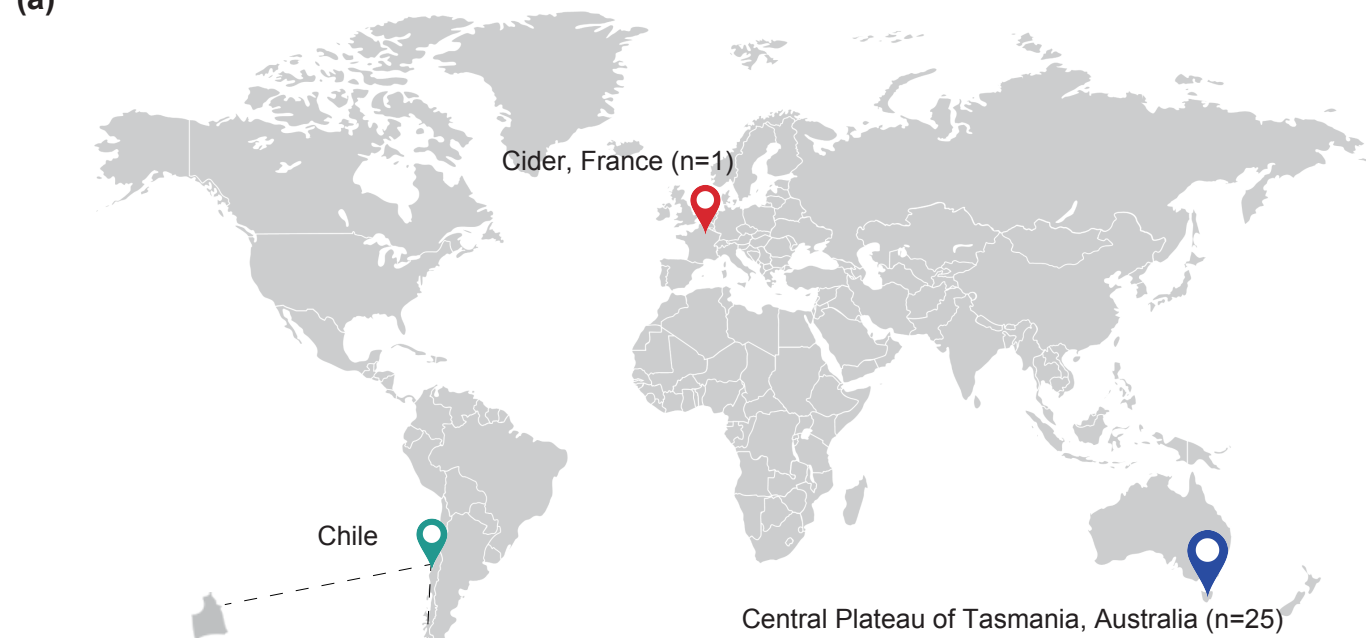 (a)
Cider, France (n=1)
Chile
Central Plateau of Tasmania, Australia (n=25)